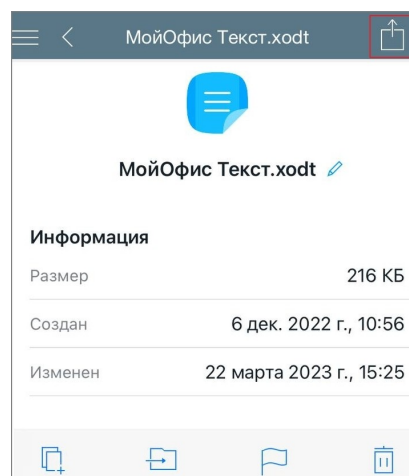 МойОфис Текст.xodt
МойОфис Текст.xodt
Информация
Размер 216 КБ
Создан 6 дек. 2022 г., 10:56
Изменен 22 марта 2023 г., 15:25